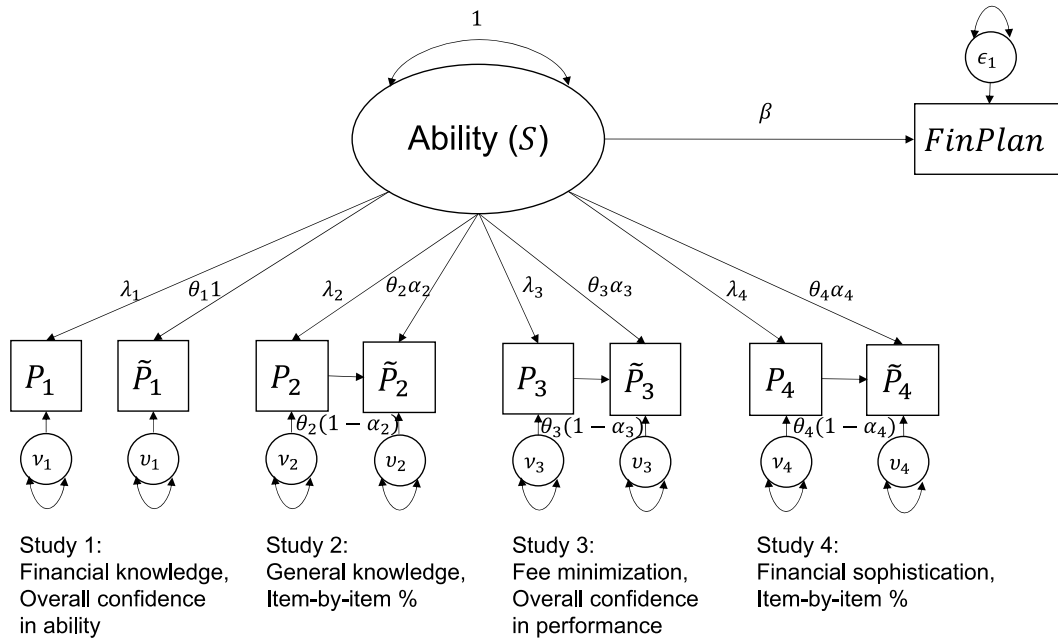 1
ϵ₁
Ability (S)
β
FinPlan
λ₁
θ₁1
λ₂
θ₂α₂
λ₃
θ₃α₃
λ₄
θ₄α₄
P₁
P̃₁
P₂
P̃₂
P₃
P̃₃
P₄
P̃₄
θ₂(1 − α₂)
θ₃(1 − α₃)
θ₄(1 − α₄)
ν₁
υ₁
ν₂
υ₂
ν₃
υ₃
ν₄
υ₄
Study 1:
Financial knowledge,
Overall confidence
in ability
Study 2:
General knowledge,
Item-by-item %
Study 3:
Fee minimization,
Overall confidence
in performance
Study 4:
Financial sophistication,
Item-by-item %